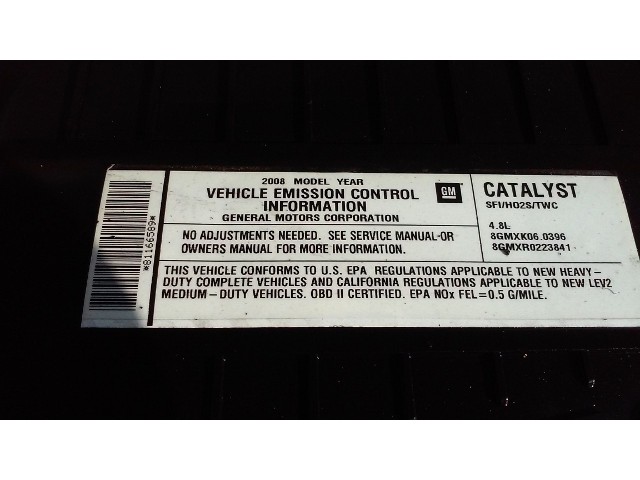 2008 MODEL YEAR
VEHICLE EMISSION CONTROL
INFORMATION
GENERAL MOTORS CORPORATION
GM
CATALYST
SFI/HO2S/TWC
4.8L
8GMXK06.0396
8GMXR0223841
NO ADJUSTMENTS NEEDED. SEE SERVICE MANUAL-OR
OWNERS MANUAL FOR MORE INFORMATION.
THIS VEHICLE CONFORMS TO U.S. EPA REGULATIONS APPLICABLE TO NEW HEAVY-
DUTY COMPLETE VEHICLES AND CALIFORNIA REGULATIONS APPLICABLE TO NEW LEV2
MEDIUM-DUTY VEHICLES. OBD II CERTIFIED. EPA NOx FEL=0.5 G/MILE.
*81166589*